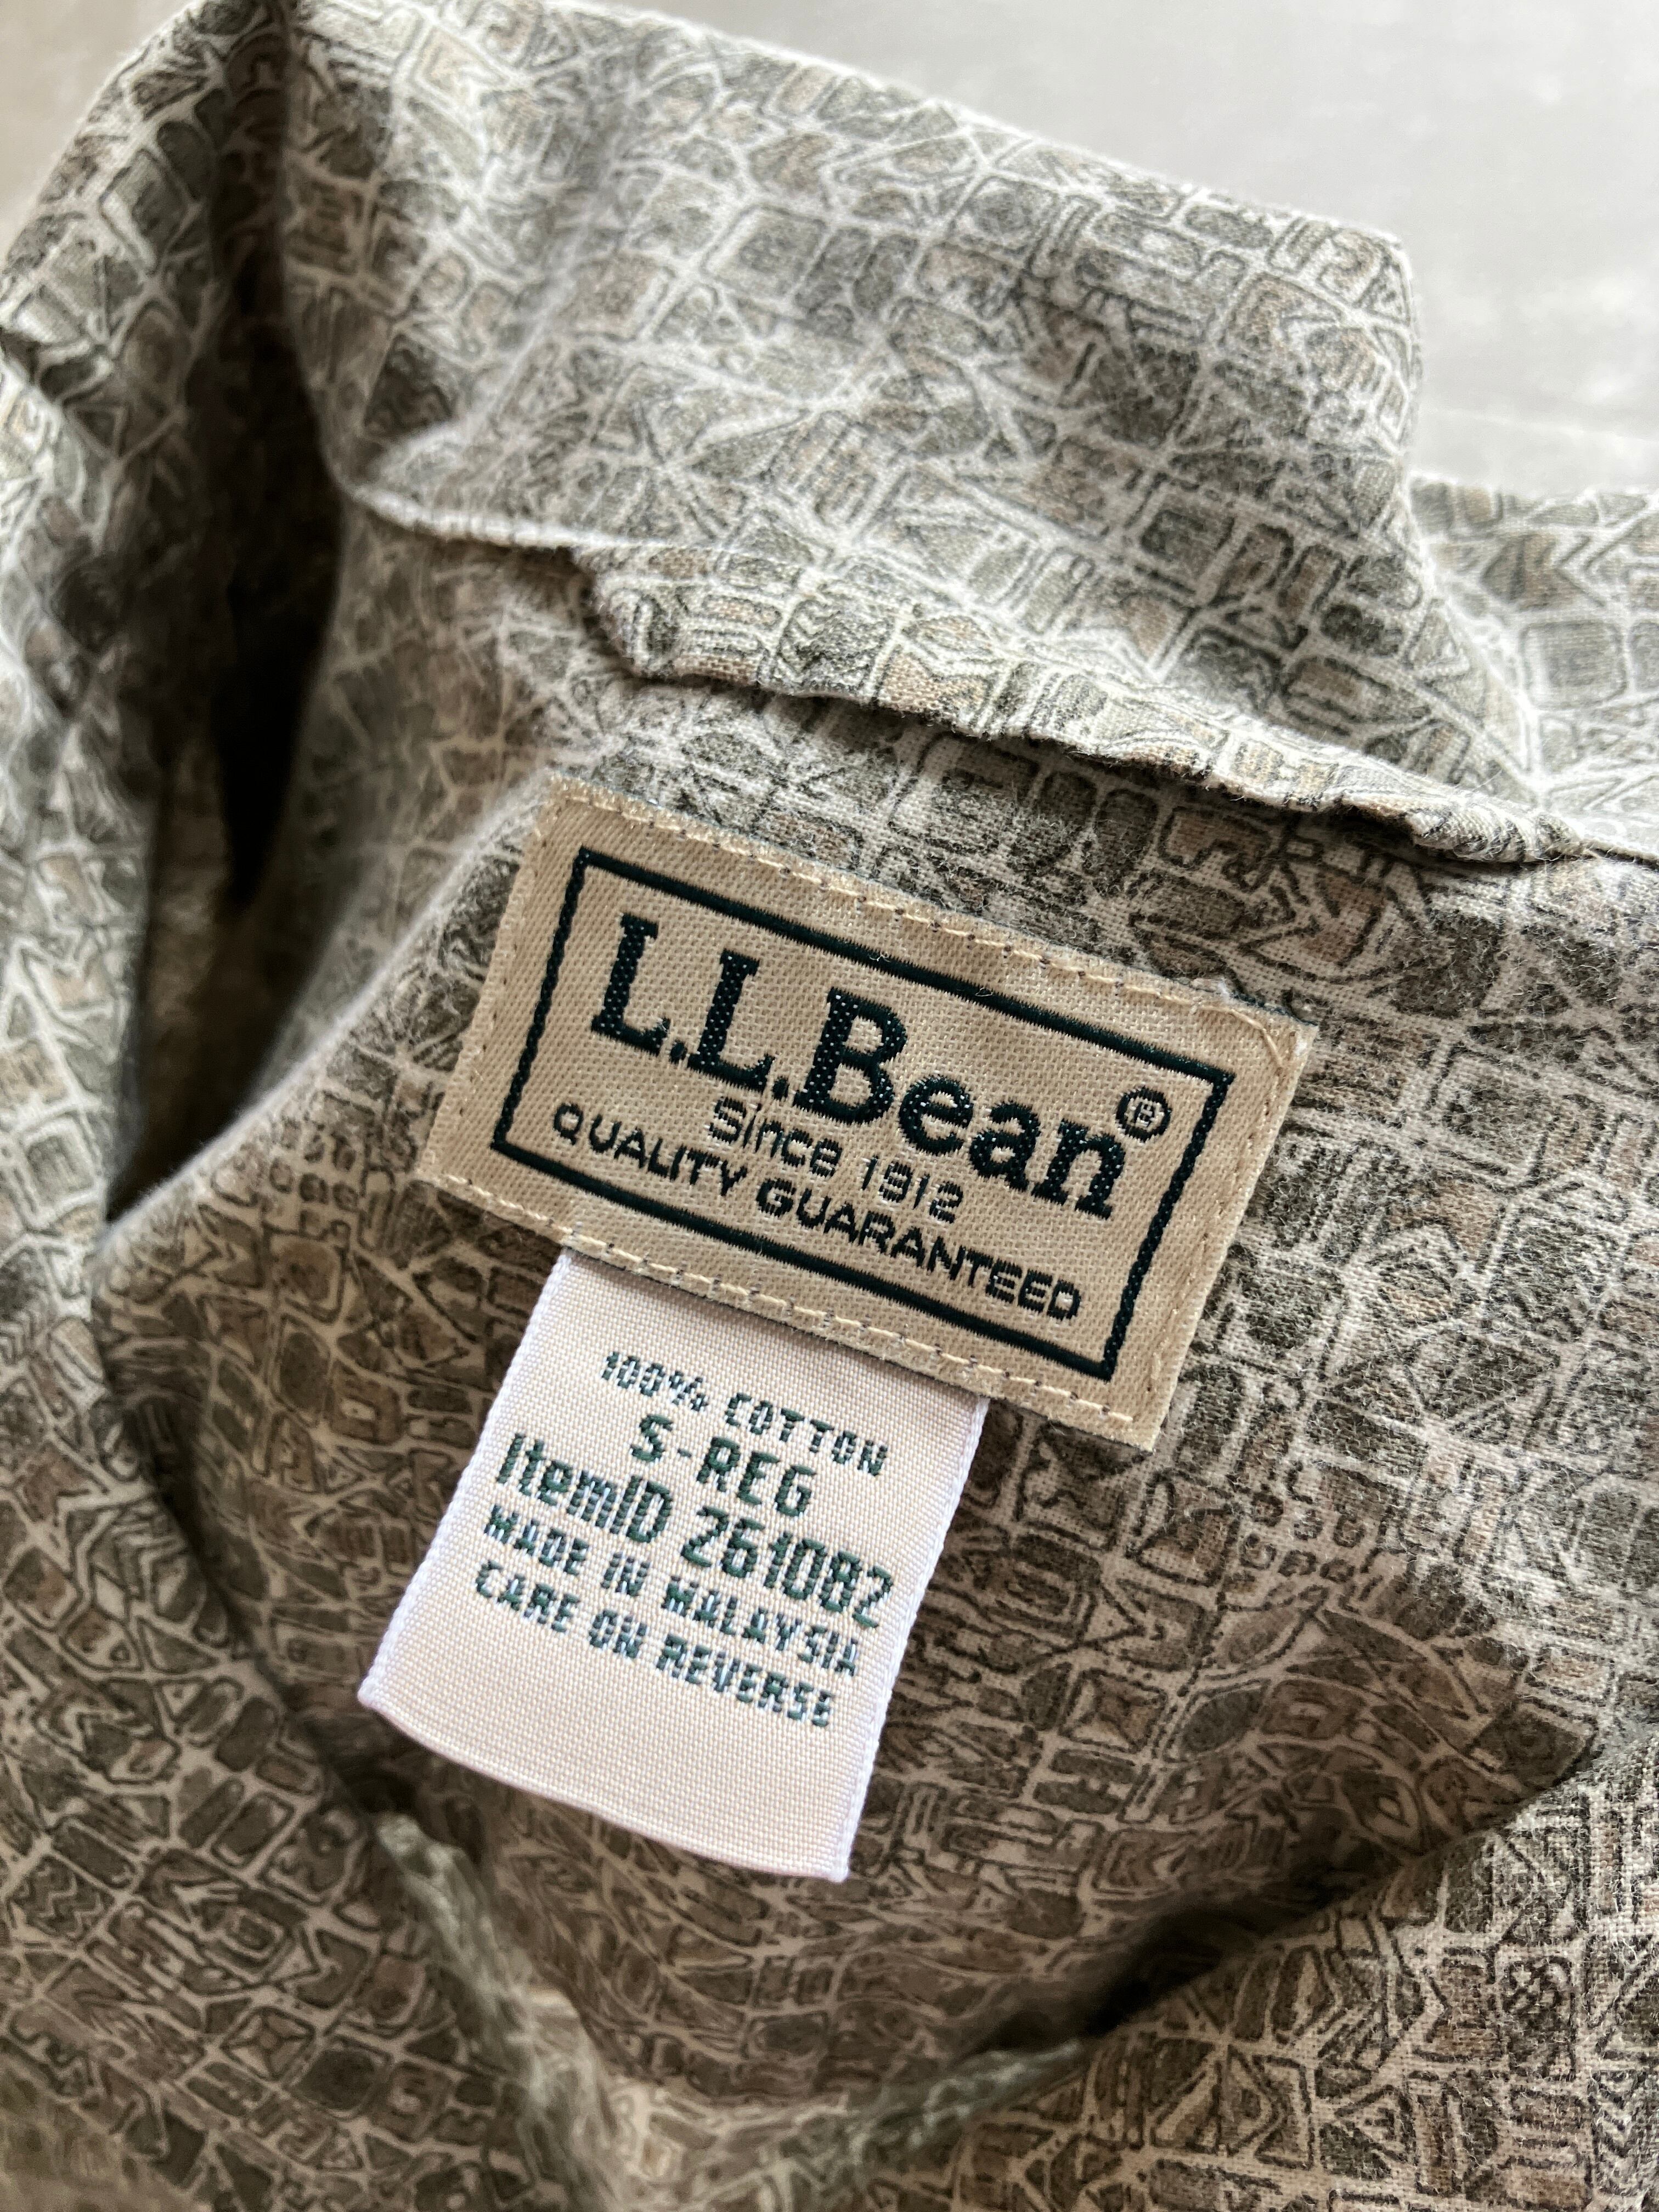 L.L.Bean®
Since 1912
QUALITY GUARANTEED
100% COTTON
S-REG
ItemID 261082
MADE IN MALAYSIA
CARE ON REVERSE